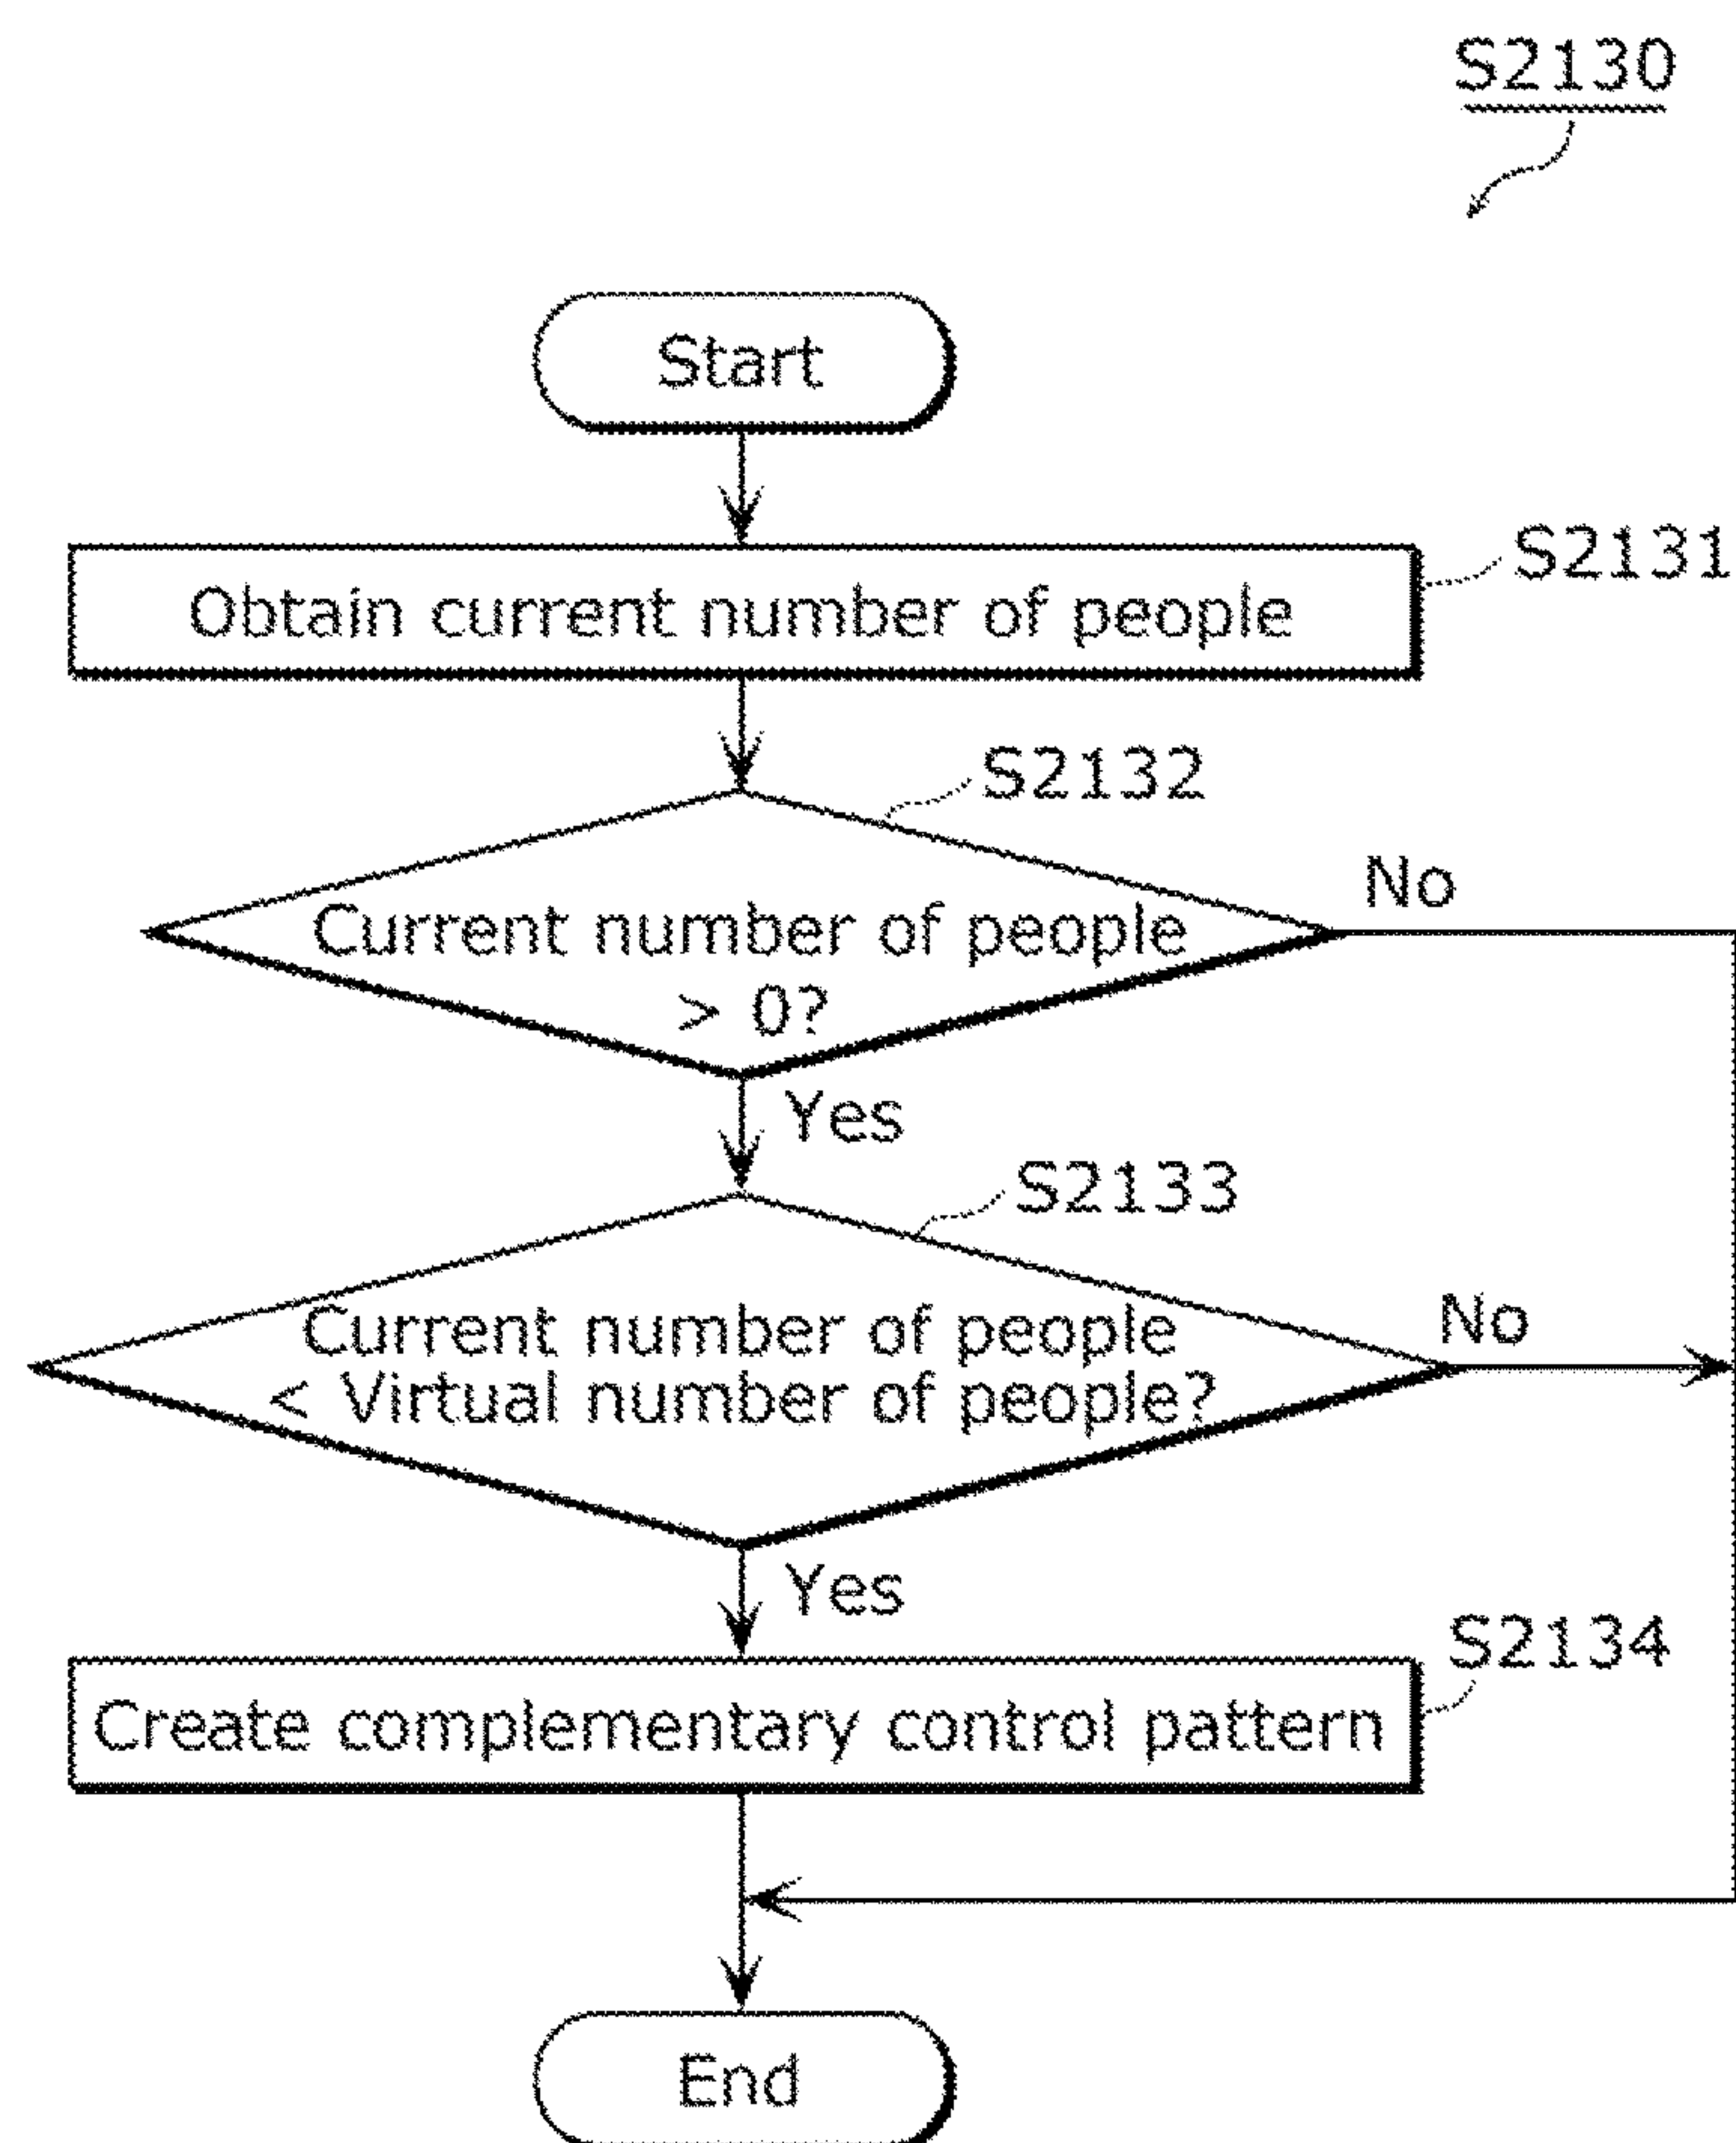 S2130
Start
S2131
Obtain current number of people
S2132
No
Current number of people
> 0?
Yes
S2133
No
Current number of people
< Virtual number of people?
Yes
S2134
Create complementary control pattern
End